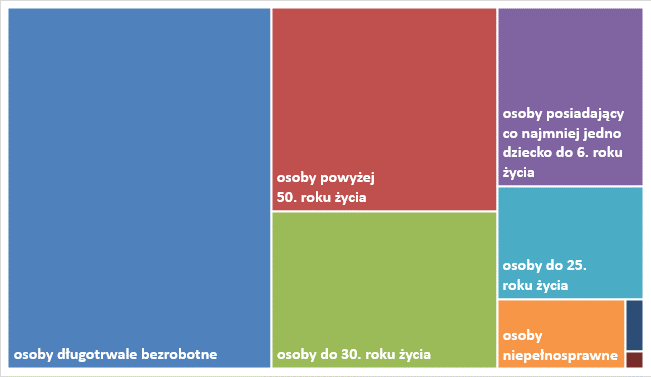 osoby długotrwale bezrobotne
osoby powyżej
50. roku życia
osoby do 30. roku życia
osoby posiadający
co najmniej jedno
dziecko do 6. roku
życia
osoby do 25.
roku życia
osoby
niepełnosprawne